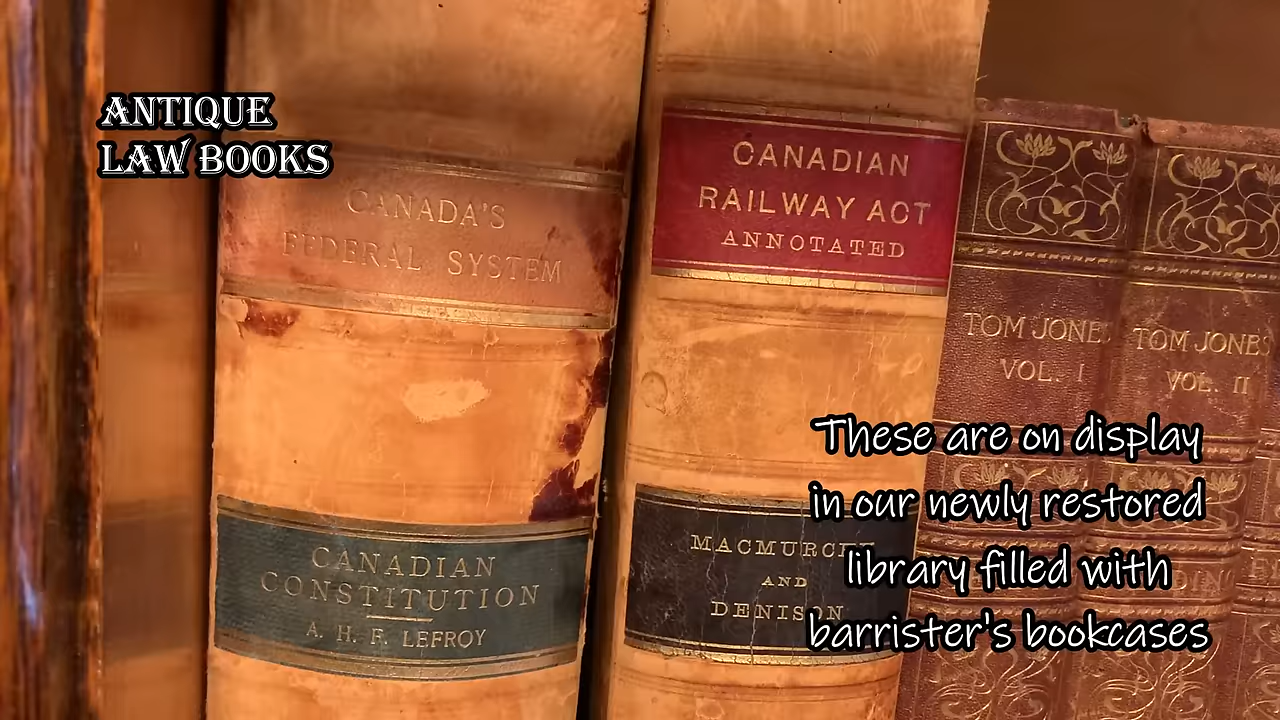 ANTIQUE
LAW BOOKS
CANADA'S
FEDERAL SYSTEM
CANADIAN
CONSTITUTION
A. H. F. LEFROY
CANADIAN
RAILWAY ACT
ANNOTATED
AND
DENISON
TOM JONES
VOL. I
TOM JONES
VOL. II
These are on display
in our newly restored
library filled with
barrister's bookcases